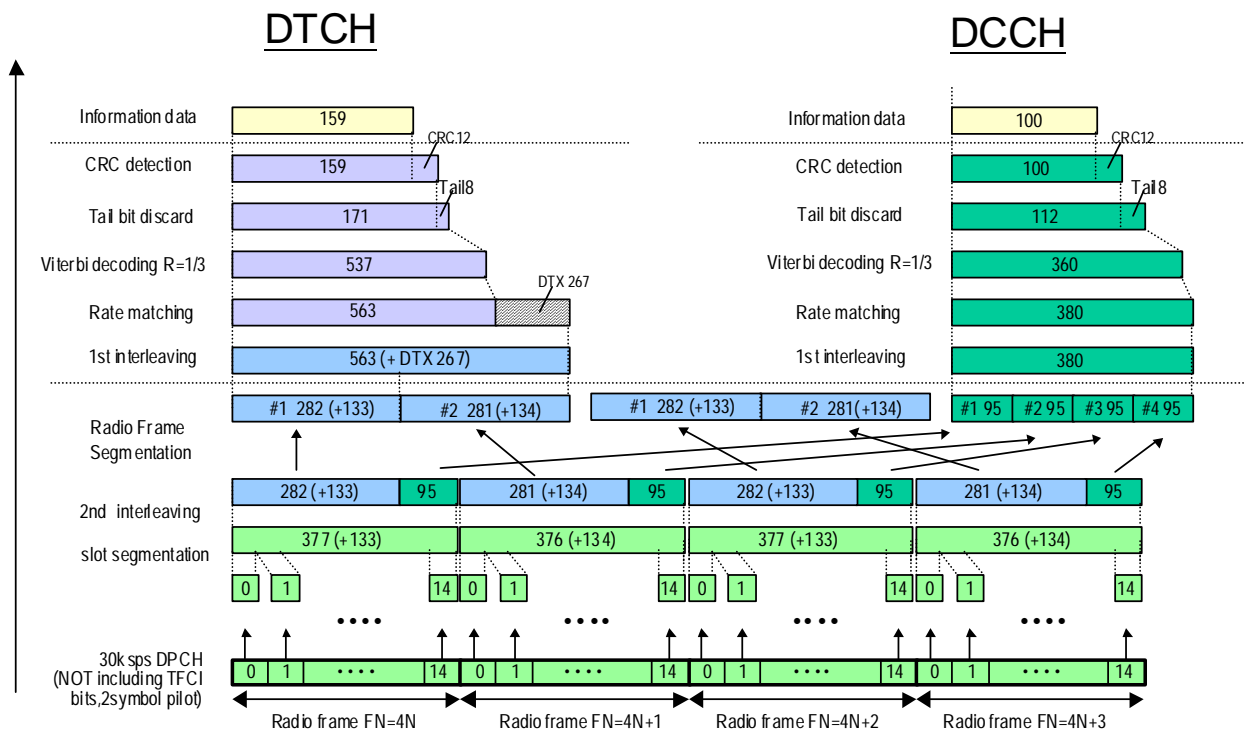 DTCH DCCH
Information data 159 Information data 100
CRC12 CRC12
CRC detection 159 CRC detection 100
Tail8 Tail8
Tail bit discard 171 Tail bit discard 112
Viterbi decoding R=1/3 537 Viterbi decoding R=1/3 360
DTX 267
Rate matching 563 Rate matching 380
1st interleaving 563 (+ DTX 267) 1st interleaving 380
#1 282 (+133) #2 281 (+134) #1 282 (+133) #2 281 (+134) #1 95 #2 95 #3 95 #4 95
Radio Frame
Segmentation
282 (+133) 95 281 (+134) 95 282 (+133) 95 281 (+134) 95
2nd interleaving
377 (+133) 376 (+134) 377 (+133) 376 (+134)
slot segmentation
0 1 14 0 1 14 0 1 14 0 1 14
•••• •••• •••• ••••
30k sps DPCH
(NOT including TFCI
bits,2symbol pilot)
0 1 •••• 14 0 1 •••• 14 0 1 •••• 14 0 1 •••• 14
Radio frame FN=4N Radio frame FN=4N+1 Radio frame FN=4N+2 Radio frame FN=4N+3